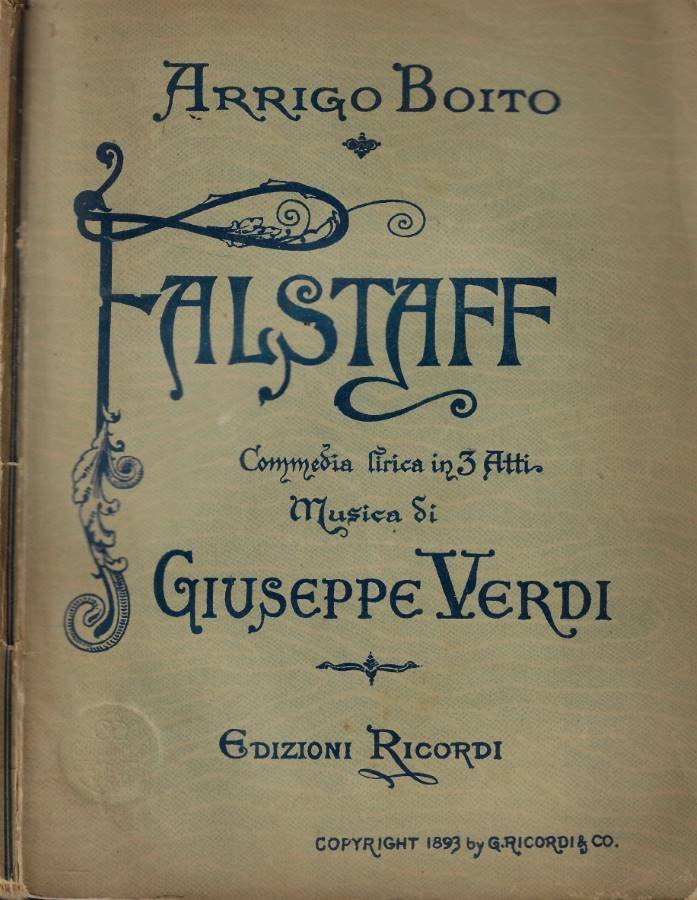 ARRIGO BOITO
FALSTAFF
Commedia lirica in 3 Atti.
Musica di
GIUSEPPE VERDI
EDIZIONI RICORDI
COPYRIGHT 1893 by G.RICORDI & CO.